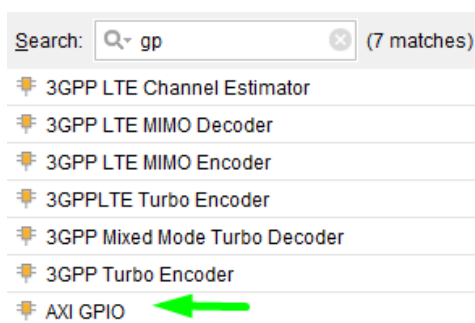 Search: gp (7 matches)
3GPP LTE Channel Estimator
3GPP LTE MIMO Decoder
3GPP LTE MIMO Encoder
3GPPLTE Turbo Encoder
3GPP Mixed Mode Turbo Decoder
3GPP Turbo Encoder
AXI GPIO